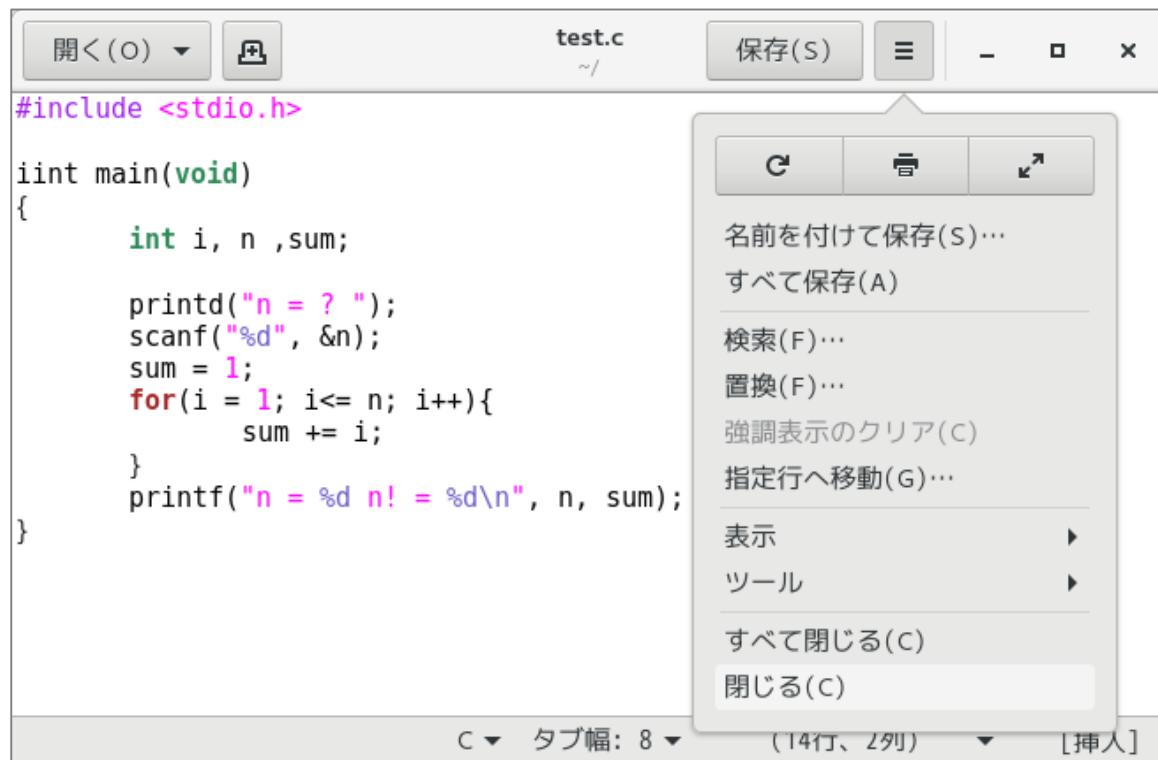 開く(O)
test.c
~/
保存(S)
#include <stdio.h>
iint main(void)
{
int i, n ,sum;
printd("n = ? ");
scanf("%d", &n);
sum = 1;
for(i = 1; i<= n; i++){
sum += i;
}
printf("n = %d n! = %d\n", n, sum);
}
名前を付けて保存(S)…
すべて保存(A)
検索(F)…
置換(F)…
強調表示のクリア(C)
指定行へ移動(G)…
表示
ツール
すべて閉じる(C)
閉じる(C)
C
タブ幅: 8
(14行、2列)
[挿入]